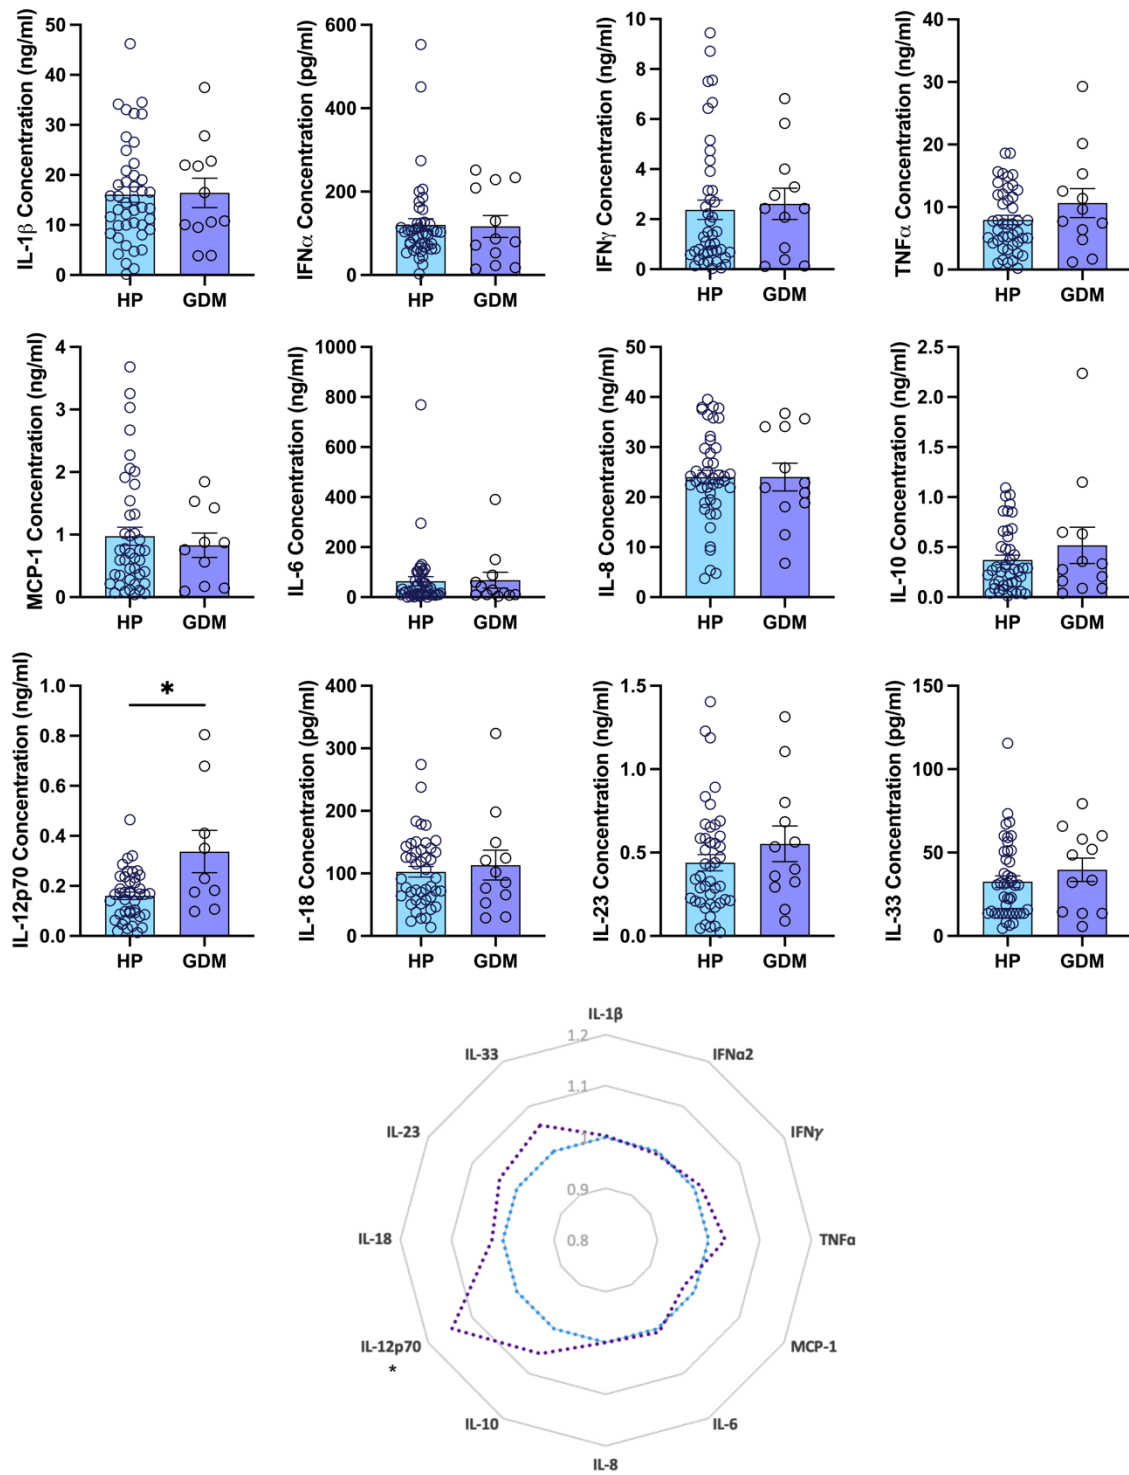 IL-1β Concentration (ng/ml)
50
40
30
20
10
0
HP GDM
IFNα Concentration (pg/ml)
600
400
200
0
HP GDM
IFNγ Concentration (ng/ml)
10
8
6
4
2
0
HP GDM
TNFα Concentration (ng/ml)
40
30
20
10
0
HP GDM
MCP-1 Concentration (ng/ml)
4
3
2
1
0
HP GDM
IL-6 Concentration (ng/ml)
1000
800
600
400
200
0
HP GDM
IL-8 Concentration (ng/ml)
50
40
30
20
10
0
HP GDM
IL-10 Concentration (ng/ml)
2.5
2.0
1.5
1.0
0.5
0.0
HP GDM
IL-12p70 Concentration (ng/ml)
1.0
0.8
0.6
0.4
0.2
0.0
*
HP GDM
IL-18 Concentration (pg/ml)
400
300
200
100
0
HP GDM
IL-23 Concentration (ng/ml)
1.5
1.0
0.5
0.0
HP GDM
IL-33 Concentration (pg/ml)
150
100
50
0
HP GDM
IL-1β
1.2
IL-33
IFNα2
1.1
IL-23
1
IFNγ
0.9
IL-18
0.8
TNFα
IL-12p70
*
MCP-1
IL-10
IL-6
IL-8